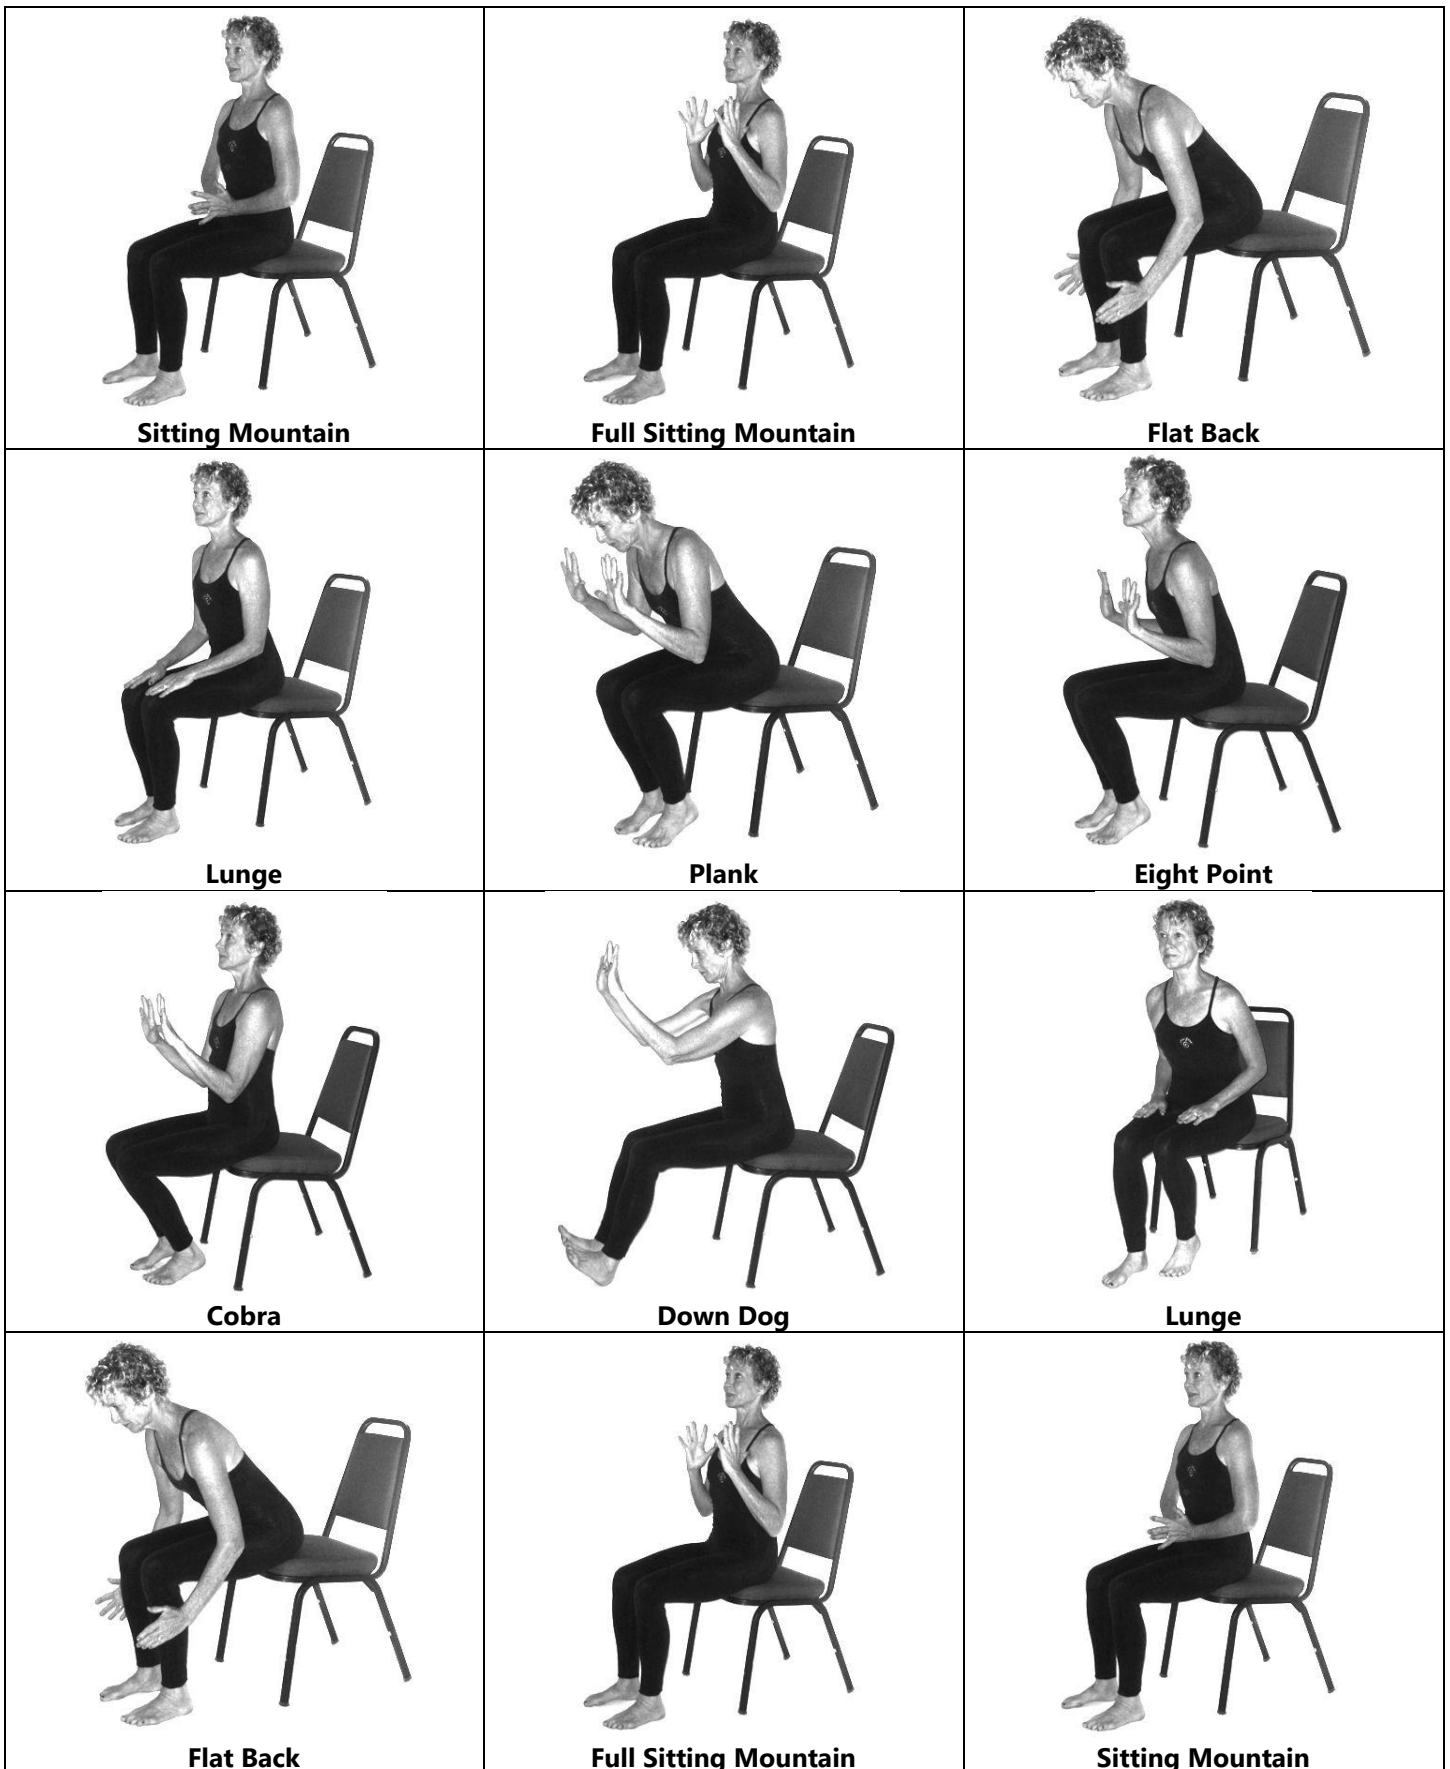 Sitting Mountain
Full Sitting Mountain
Flat Back
Lunge
Plank
Eight Point
Cobra
Down Dog
Lunge
Flat Back
Full Sitting Mountain
Sitting Mountain